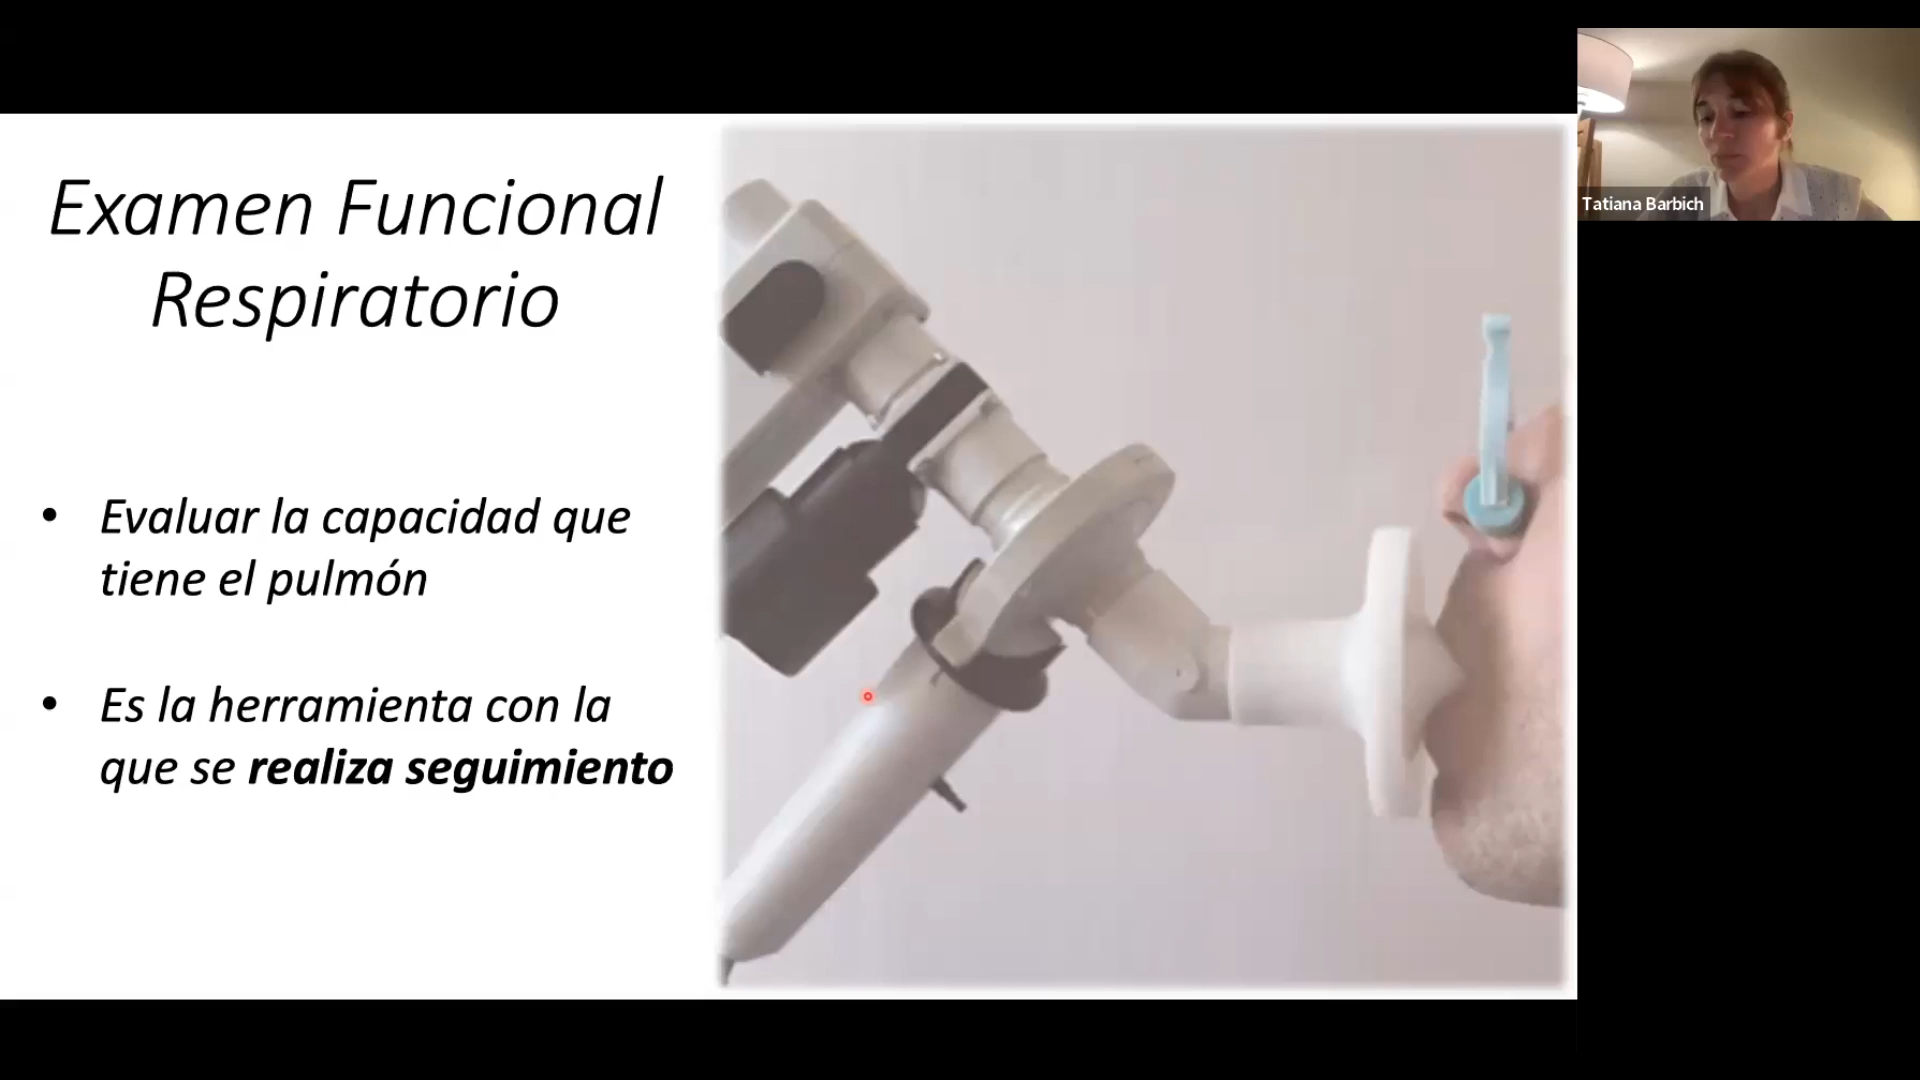 Examen Funcional
Respiratorio
• Evaluar la capacidad que
tiene el pulmón
• Es la herramienta con la
que se realiza seguimiento
Tatiana Barbich